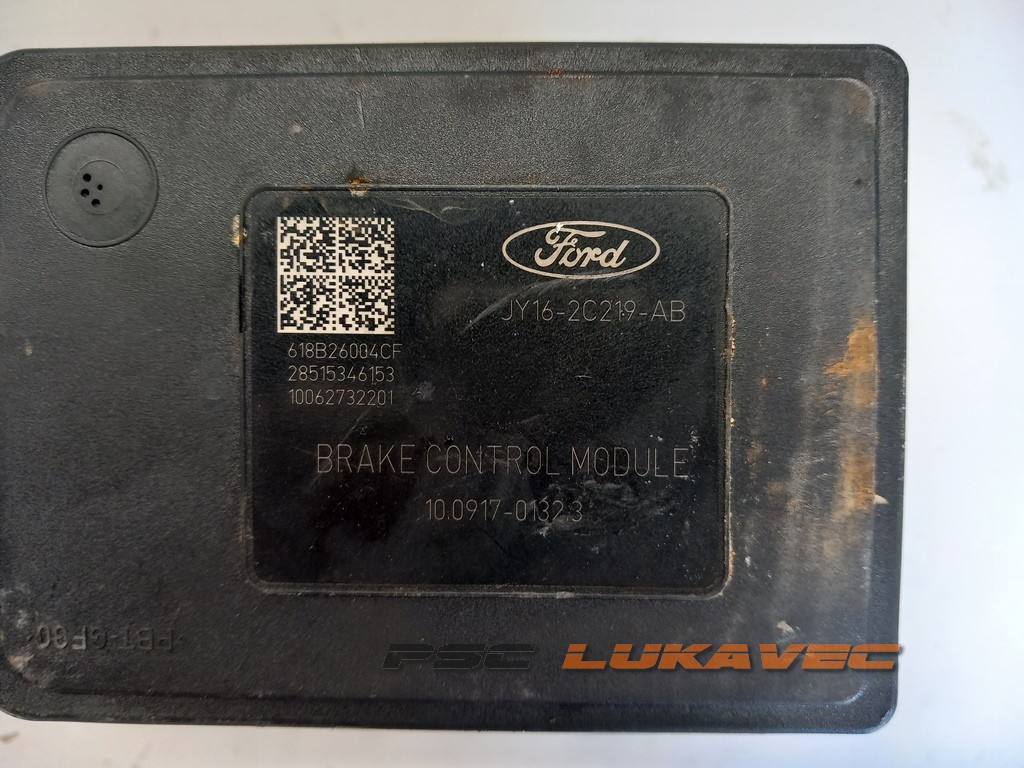 Ford
JY16-2C219-AB
618B26004CF
28515346153
10062732201
BRAKE CONTROL MODULE
10.0917-0132.3
>PBT-GF30<
PSC LUKAVEC